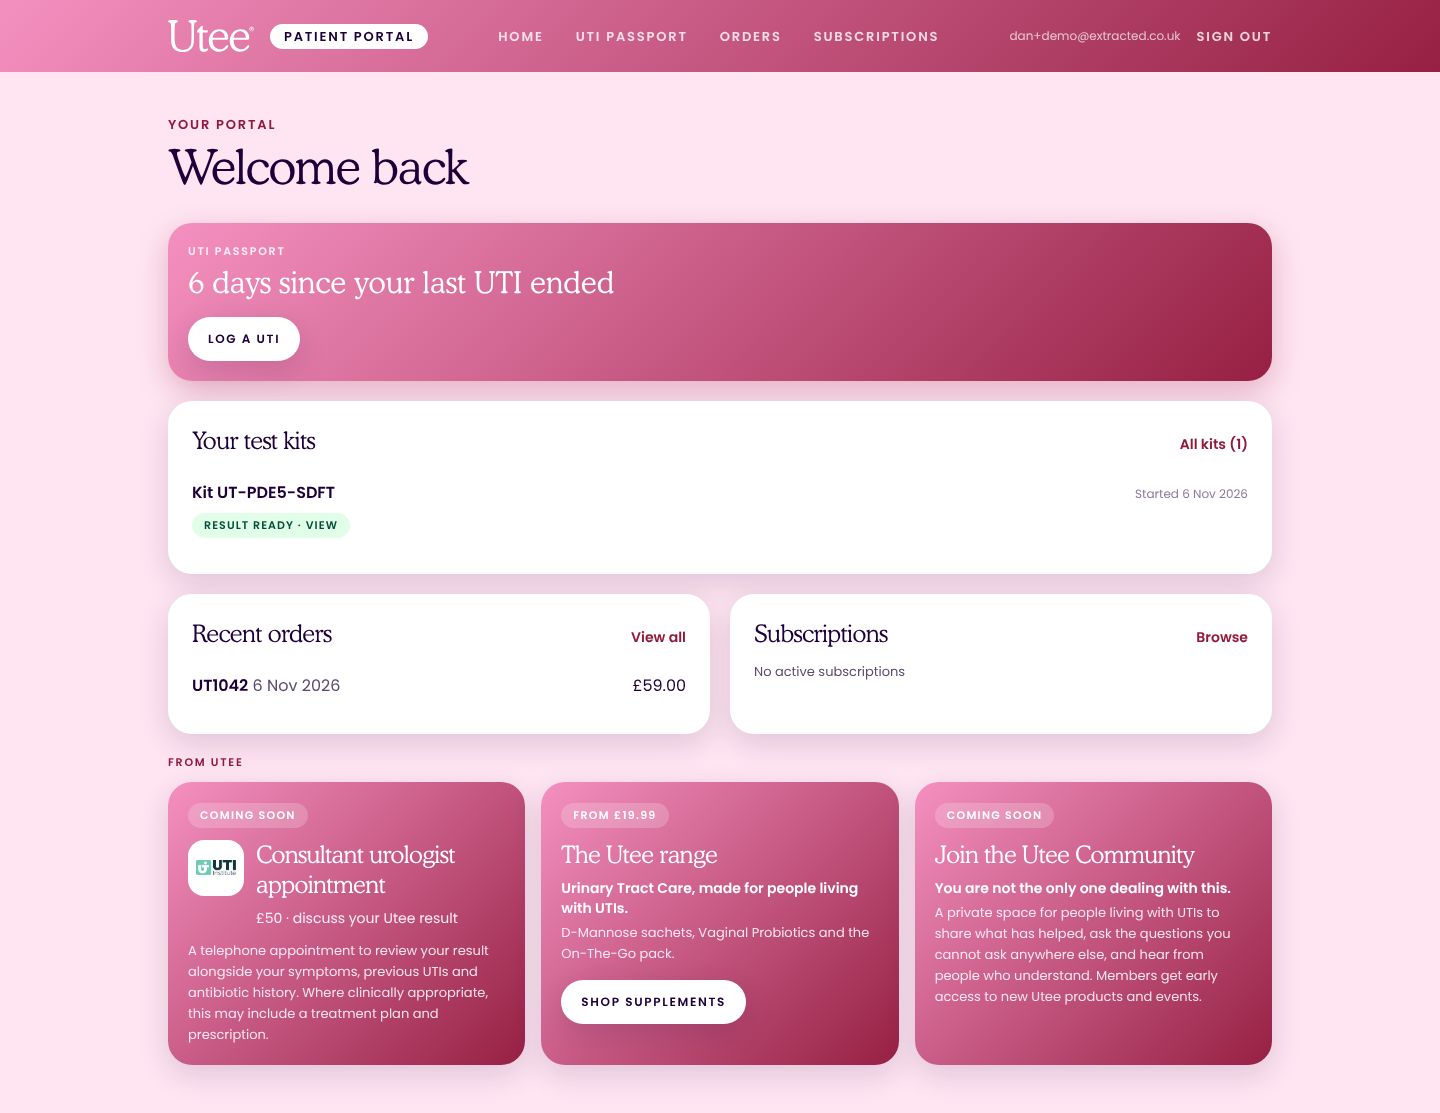 Utee®
PATIENT PORTAL
HOME
UTI PASSPORT
ORDERS
SUBSCRIPTIONS
dan+demo@extracted.co.uk
SIGN OUT
YOUR PORTAL
Welcome back
UTI PASSPORT
6 days since your last UTI ended
LOG A UTI
Your test kits
All kits (1)
Kit UT-PDE5-SDFT
Started 6 Nov 2026
RESULT READY · VIEW
Recent orders
View all
UT1042 6 Nov 2026
£59.00
Subscriptions
Browse
No active subscriptions
FROM UTEE
COMING SOON
UTI
Institute
Consultant urologist
appointment
£50 · discuss your Utee result
A telephone appointment to review your result
alongside your symptoms, previous UTIs and
antibiotic history. Where clinically appropriate,
this may include a treatment plan and
prescription.
FROM £19.99
The Utee range
Urinary Tract Care, made for people living
with UTIs.
D-Mannose sachets, Vaginal Probiotics and the
On-The-Go pack.
SHOP SUPPLEMENTS
COMING SOON
Join the Utee Community
You are not the only one dealing with this.
A private space for people living with UTIs to
share what has helped, ask the questions you
cannot ask anywhere else, and hear from
people who understand. Members get early
access to new Utee products and events.